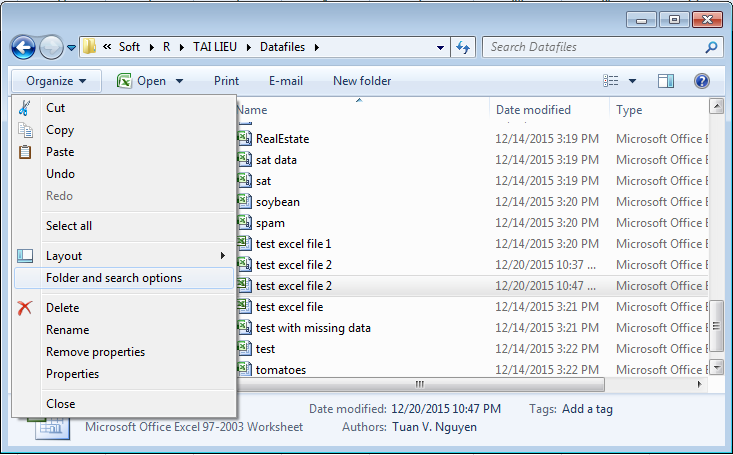 « Soft R TAI LIEU Datafiles
Search Datafiles
Organize Open Print E-mail New folder
Cut
Copy
Paste
Undo
Redo
Select all
Layout
Folder and search options
Delete
Rename
Remove properties
Properties
Close
Name Date modified Type
RealEstate 12/14/2015 3:19 PM Microsoft Office E
sat data 12/14/2015 3:19 PM Microsoft Office E
sat 12/14/2015 3:19 PM Microsoft Office E
soybean 12/14/2015 3:20 PM Microsoft Office E
spam 12/14/2015 3:20 PM Microsoft Office E
test excel file 1 12/14/2015 3:20 PM Microsoft Office E
test excel file 2 12/20/2015 10:37 ... Microsoft Office E
test excel file 2 12/20/2015 10:47 ... Microsoft Office E
test excel file 12/14/2015 3:21 PM Microsoft Office E
test with missing data 12/14/2015 3:21 PM Microsoft Office E
test 12/14/2015 3:22 PM Microsoft Office E
tomatoes 12/14/2015 3:22 PM Microsoft Office E
Date modified: 12/20/2015 10:47 PM Tags: Add a tag
Microsoft Office Excel 97-2003 Worksheet Authors: Tuan V. Nguyen